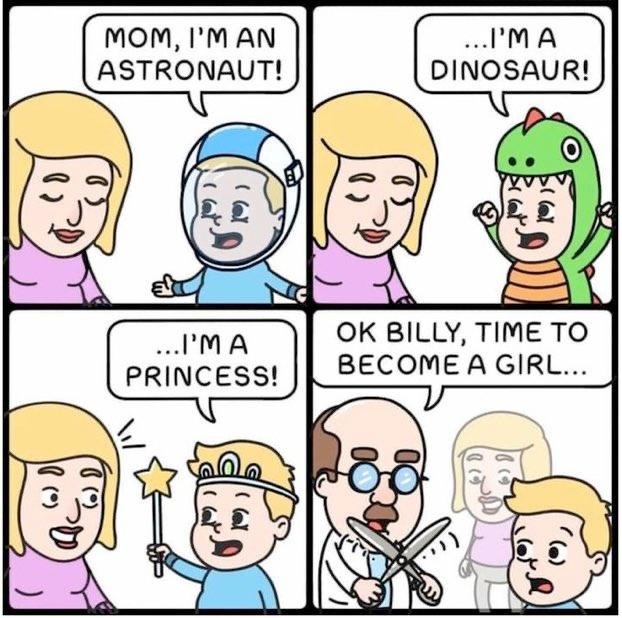 MOM, I'M AN
ASTRONAUT!
...I'M A
DINOSAUR!
...I'M A
PRINCESS!
OK BILLY, TIME TO
BECOME A GIRL...